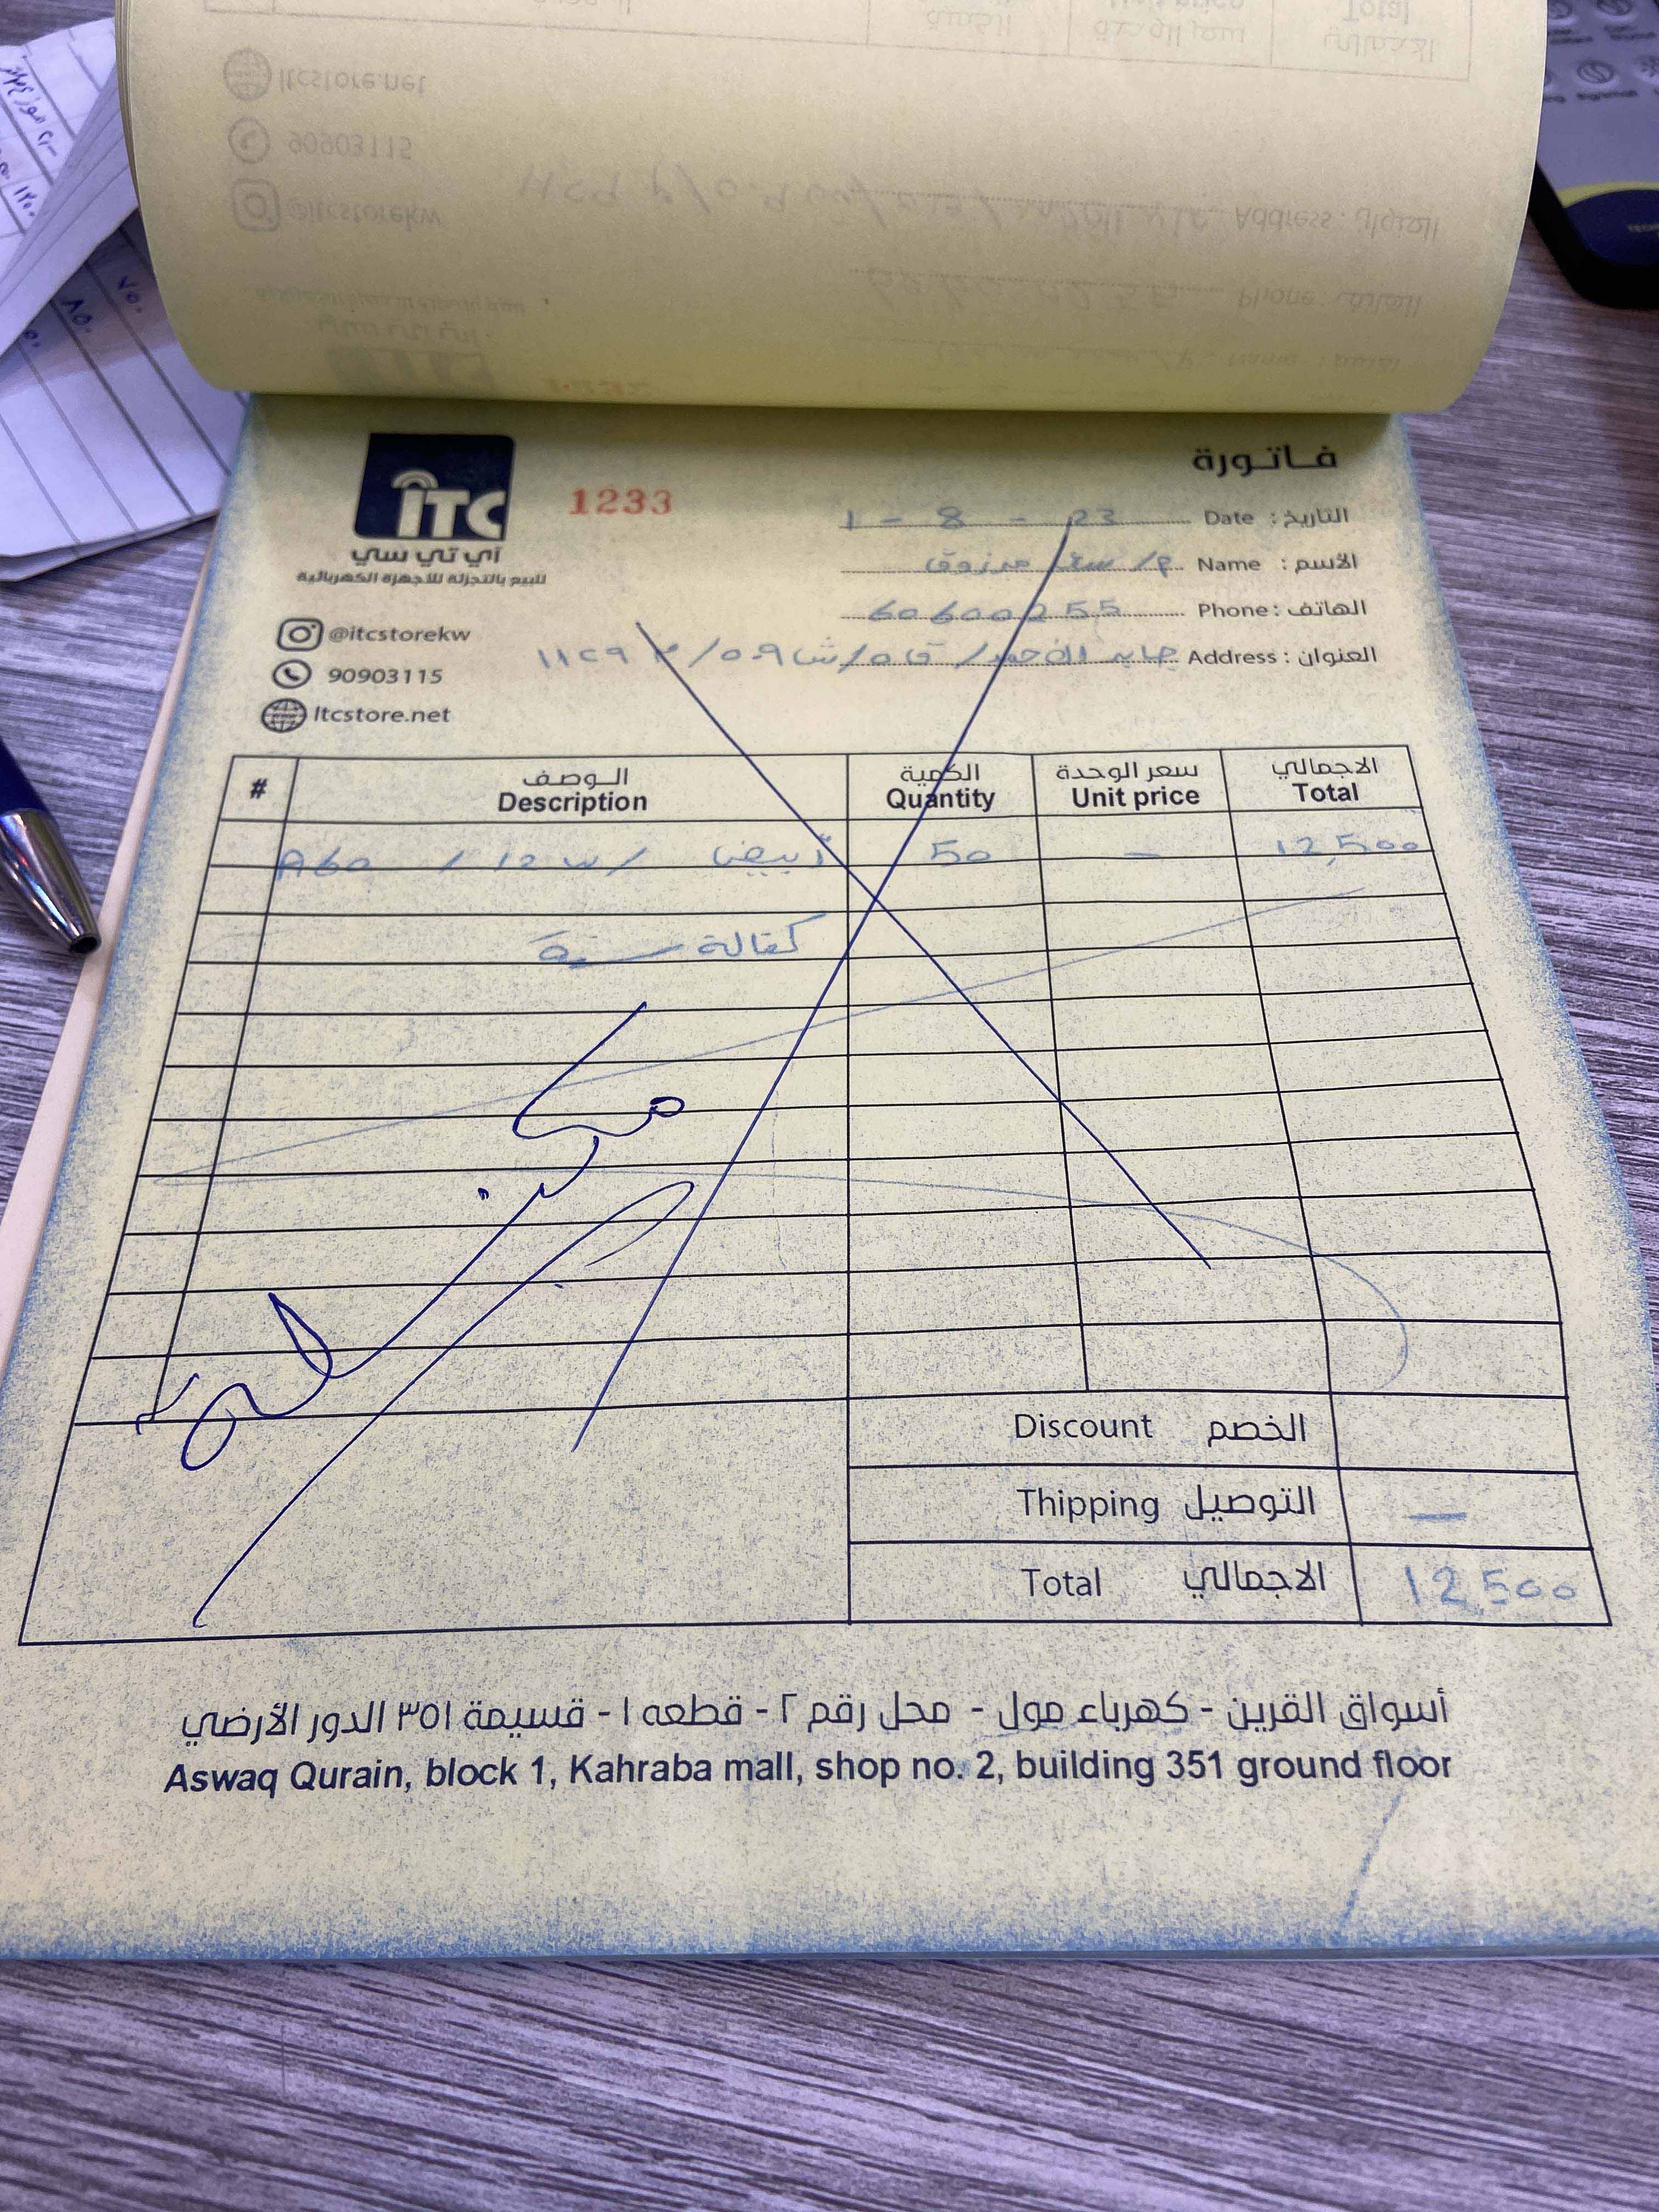 فاتورة
1233
iTC
آي تي سي
للبيع بالتجزئة للأجهزة الكهربائية
@itcstorekw
90903115
Itcstore.net
التاريخ : Date 1 - 8 - 23
الاسم : Name م/ سعد مرزوق
الهاتف : Phone 60600255
العنوان : Address جابر الاحمد / ق٥ / ش٥٠٩ / م ١١٢٩
# الوصف Description الكمية Quantity سعر الوحدة Unit price الاجمالي Total
A60 / 12 W / أبيض 50 — 12,500
كفالة سنة
Discount الخصم
Thipping التوصيل —
Total الاجمالي 12,500
أسواق القرين - كهرباء مول - محل رقم ٢ - قطعه ١ - قسيمة ٣٥١ الدور الأرضي
Aswaq Qurain, block 1, Kahraba mall, shop no. 2, building 351 ground floor